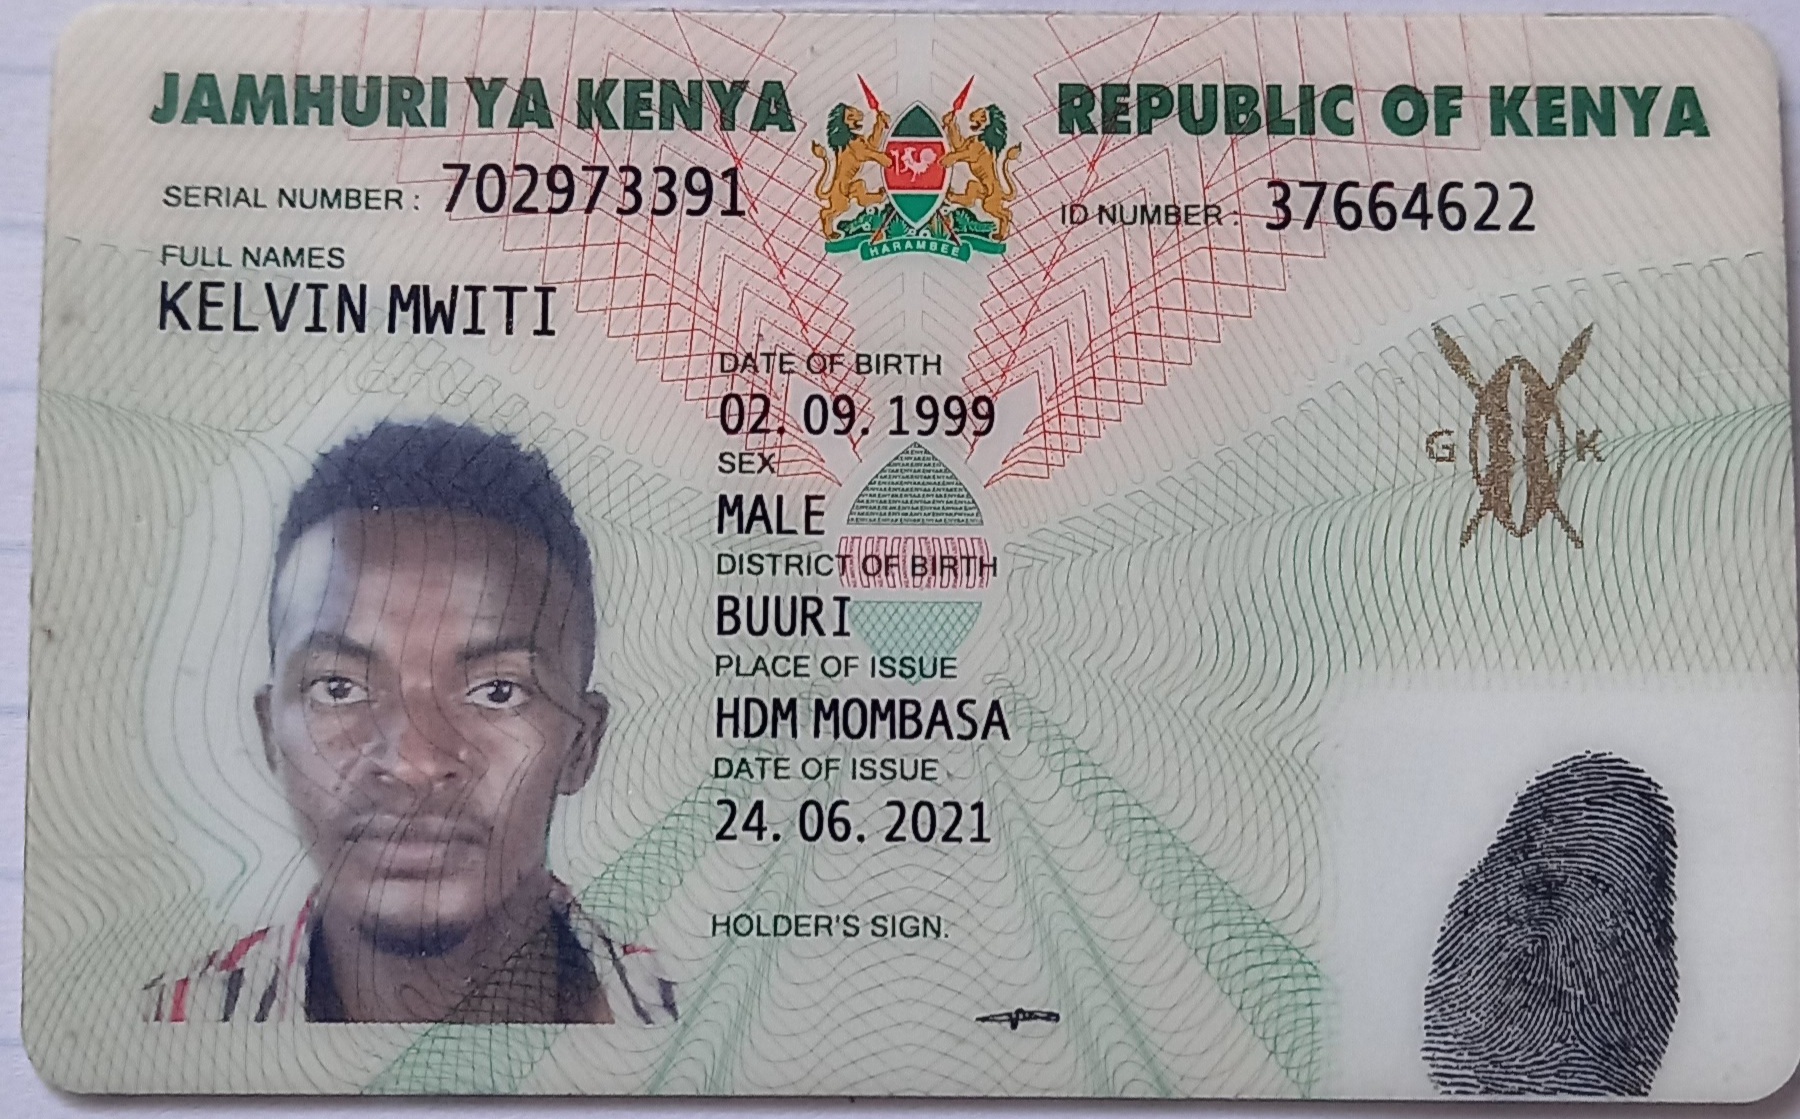 JAMHURI YA KENYA
REPUBLIC OF KENYA
SERIAL NUMBER : 702973391
ID NUMBER : 37664622
HARAMBEE
FULL NAMES
KELVIN MWITI
DATE OF BIRTH
02. 09. 1999
SEX
MALE
DISTRICT OF BIRTH
BUURI
PLACE OF ISSUE
HDM MOMBASA
DATE OF ISSUE
24. 06. 2021
HOLDER'S SIGN.
G K